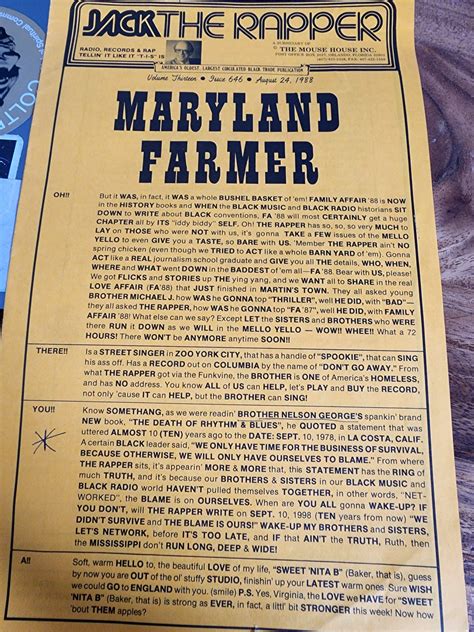 JACK THE RAPPER
RADIO, RECORDS & RAP
TELLIN' IT LIKE IT "T-I-S" IS
A SUBSIDIARY OF
THE MOUSE HOUSE INC.
AMERICA'S OLDEST, LARGEST CIRCULATED BLACK TRADE PUBLICATION
Volume Thirteen • Issue 646 • August 24, 1988
MARYLAND
FARMER
OH!! But it WAS, in fact, it WAS a whole BUSHEL BASKET of 'em! FAMILY AFFAIR '88 IS NOW
in the HISTORY books and WHEN the BLACK MUSIC and BLACK RADIO historians SIT
DOWN to WRITE about BLACK conventions, FA '88 will most CERTAINLY get a huge
CHAPTER all by ITS "iddy biddy" SELF. Oh! THE RAPPER has so, so, so very MUCH to
LAY on THOSE who were NOT with us, it's gonna TAKE a FEW issues of the MELLO
YELLO to even GIVE you a TASTE, so BARE with US. 'Member THE RAPPER ain't NO
spring chicken (even though we TRIED to ACT like a whole BARN YARD of 'em). Gonna
ACT like a REAL journalism school graduate and GIVE you all THE details, WHO, WHEN,
WHERE and WHAT went DOWN in the BADDEST of 'em all—FA '88. Bear with US, please!
We got FLICKS and STORIES up THE ying yang, and we WANT all to SHARE in the real
LOVE AFFAIR (FA'88) that JUST finished in MARTIN'S TOWN. They all ASKED big
BROTHER MICHAEL J. how WAS he GONNA top "THRILLER", well HE DID, with "BAD"—
they all asked THE RAPPER, how WAS he GONNA top "FA '87", well HE DID, with FAMILY
AFFAIR '88! What else can we say? Except LET the SISTERS and BROTHERS who WERE
there RUN it DOWN as WE WILL in the MELLO YELLO — WOW!! WHEE!! What a 72
HOURS! There WON'T be ANYMORE anytime SOON!!
THERE!! Is a STREET SINGER in ZOO YORK CITY, that has a handle of "SPOOKIE", that can SING
his ass off. Has a RECORD out on COLUMBIA by the NAME of "DON'T GO AWAY." From
what THE RAPPER got via the Funkvine, the BROTHER is ONE of America's HOMELESS,
and has NO address. You know ALL of US can HELP, let's PLAY and BUY the RECORD,
not only 'cause IT can HELP, but the BROTHER can SING!
YOU!! Know SOMETHANG, as we were readin' BROTHER NELSON GEORGE'S spankin' brand
NEW book, "THE DEATH OF RHYTHM & BLUES", he QUOTED a statement that was
uttered ALMOST 10 (TEN) years ago to the DATE: SEPT. 10, 1978, in LA COSTA, CALIF.
A certain BLACK leader said, "WE ONLY HAVE TIME FOR THE BUSINESS OF SURVIVAL,
BECAUSE OTHERWISE, WE WILL ONLY HAVE OURSELVES TO BLAME." From where
THE RAPPER sits, it's appearin' MORE & MORE that, this STATEMENT has the RING of
much TRUTH, and it's because our BROTHERS & SISTERS in our BLACK MUSIC and
BLACK RADIO world HAVEN'T pulled themselves TOGETHER, in other words, "NET-
WORKED", the BLAME is on OURSELVES. When are YOU ALL gonna WAKE-UP? IF
YOU DON'T, will THE RAPPER WRITE on SEPT. 10, 1998 (TEN years from now) "WE
DIDN'T SURVIVE and THE BLAME IS OURS!" WAKE-UP MY BROTHERS and SISTERS,
LET'S NETWORK, before IT'S TOO LATE, and IF that AIN'T the TRUTH, Ruth, then
the MISSISSIPPI don't RUN LONG, DEEP & WIDE!
A!! Soft, warm HELLO to, the beautiful LOVE of my life, "SWEET 'NITA B" (Baker, that is), guess
by now you are OUT of the ol' stuffy STUDIO, finishin' up your LATEST warm ones. Sure WISH
we could GO to ENGLAND with you. (smile) P.S. Yes, Virginia, the LOVE we HAVE for "SWEET
'NITA B" (Baker, that is) is strong as EVER, in fact, a littl' bit STRONGER this week! Now how
'bout THEM apples?